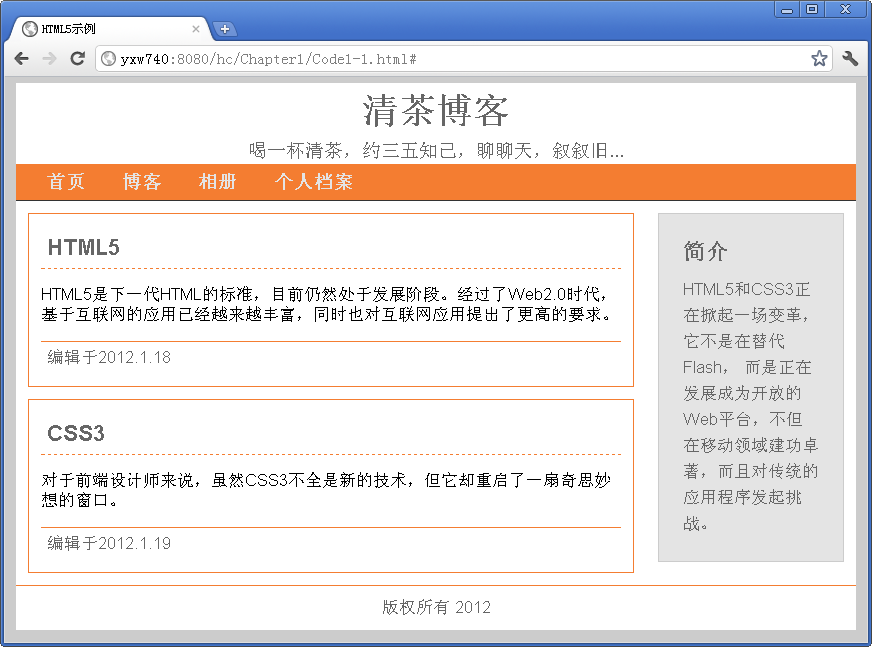 HTML5示例
yxw740:8080/hc/Chapter1/Code1-1.html#
清茶博客
喝一杯清茶，约三五知己，聊聊天，叙叙旧...
首页 博客 相册 个人档案
HTML5
HTML5是下一代HTML的标准，目前仍然处于发展阶段。经过了Web2.0时代，
基于互联网的应用已经越来越丰富，同时也对互联网应用提出了更高的要求。
编辑于2012.1.18
CSS3
对于前端设计师来说，虽然CSS3不全是新的技术，但它却重启了一扇奇思妙
想的窗口。
编辑于2012.1.19
简介
HTML5和CSS3正
在掀起一场变革，
它不是在替代
Flash， 而是正在
发展成为开放的
Web平台，不但
在移动领域建功卓
著，而且对传统的
应用程序发起挑
战。
版权所有 2012